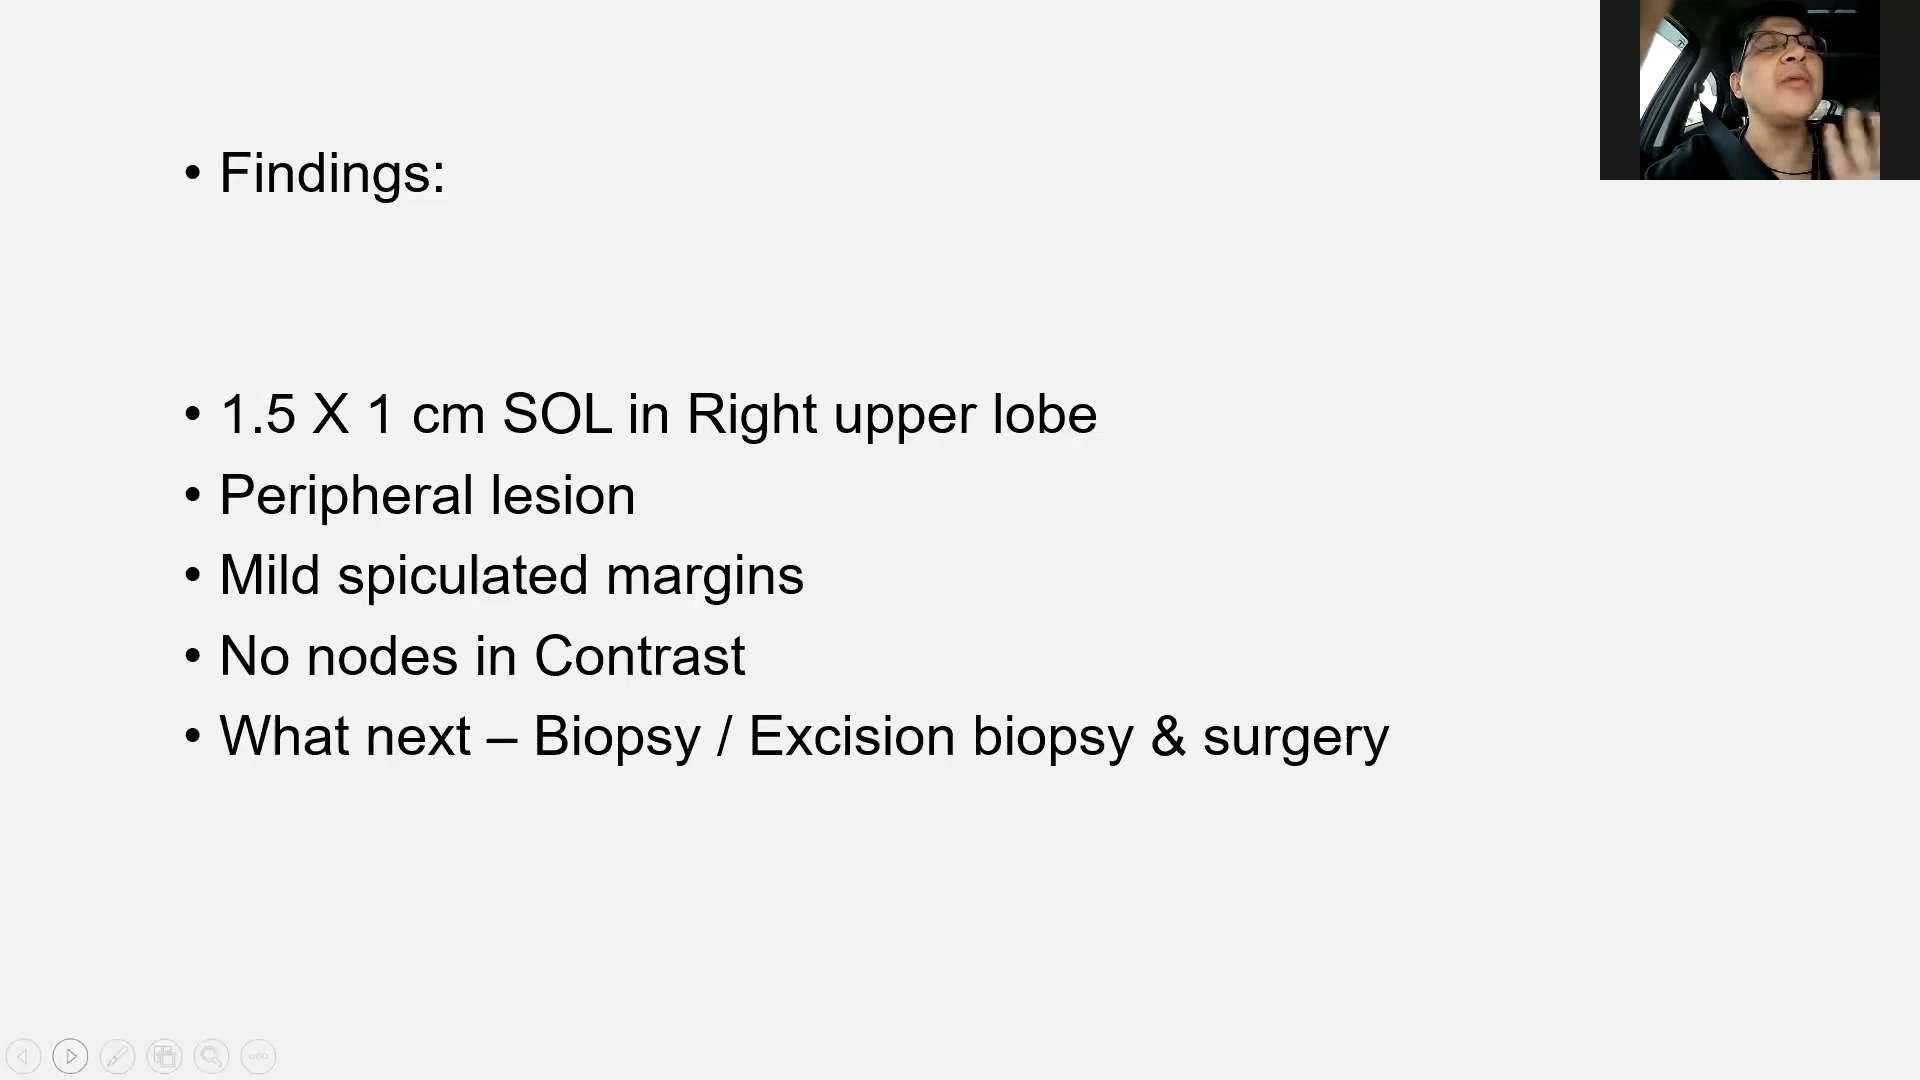 • Findings:
• 1.5 X 1 cm SOL in Right upper lobe
• Peripheral lesion
• Mild spiculated margins
• No nodes in Contrast
• What next – Biopsy / Excision biopsy & surgery